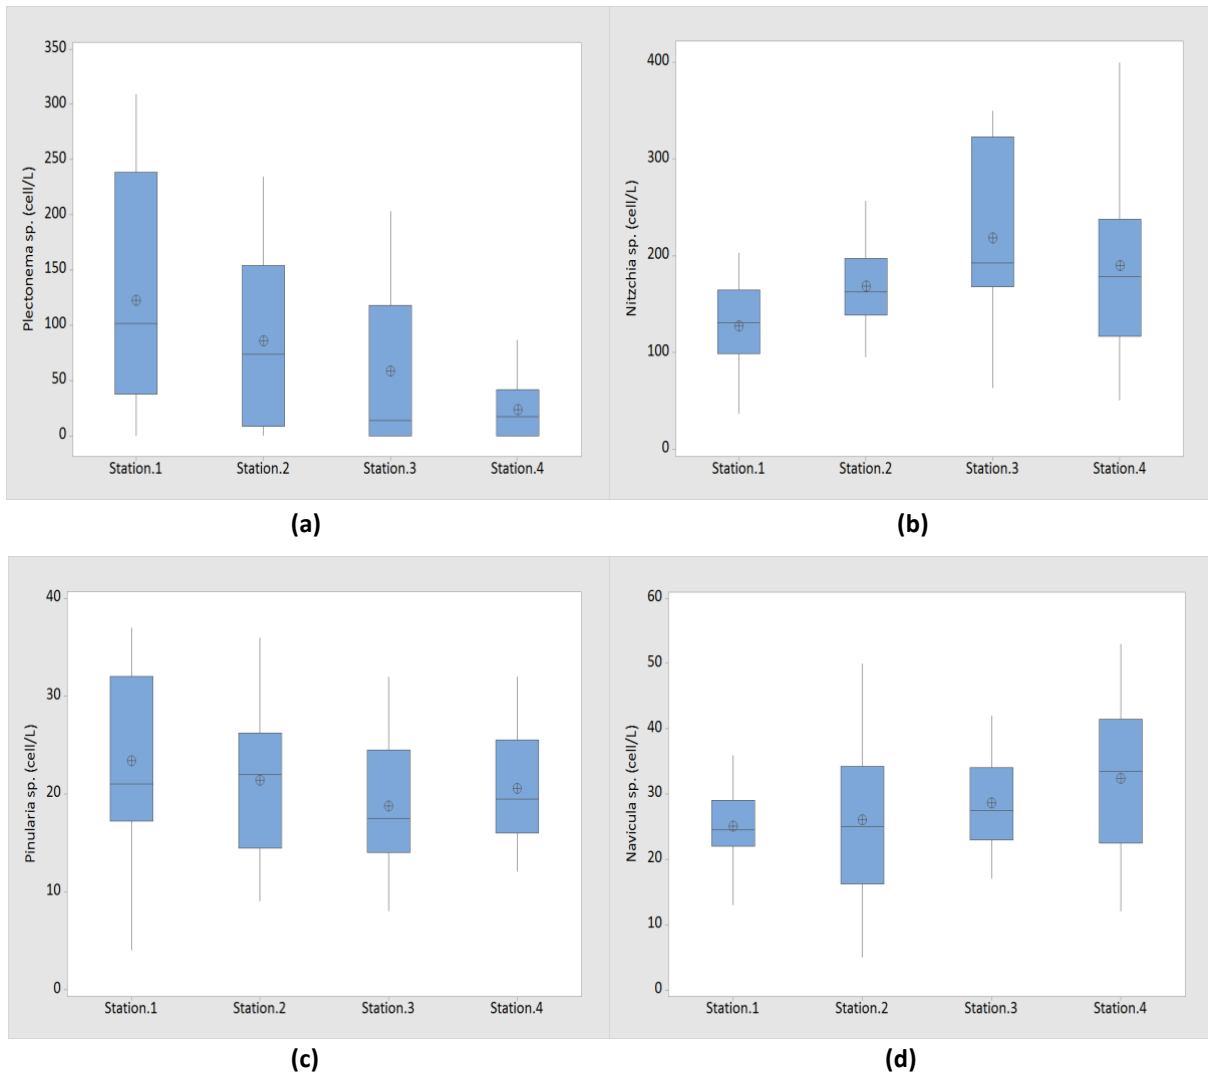 350
300
250
200
150
100
50
0
Plectonema sp. (cell/L)
Station.1 Station.2 Station.3 Station.4
(a)
400
300
200
100
0
Nitzchia sp. (cell/L)
Station.1 Station.2 Station.3 Station.4
(b)
40
30
20
10
0
Pinularia sp. (cell/L)
Station.1 Station.2 Station.3 Station.4
(c)
60
50
40
30
20
10
0
Navicula sp. (cell/L)
Station.1 Station.2 Station.3 Station.4
(d)